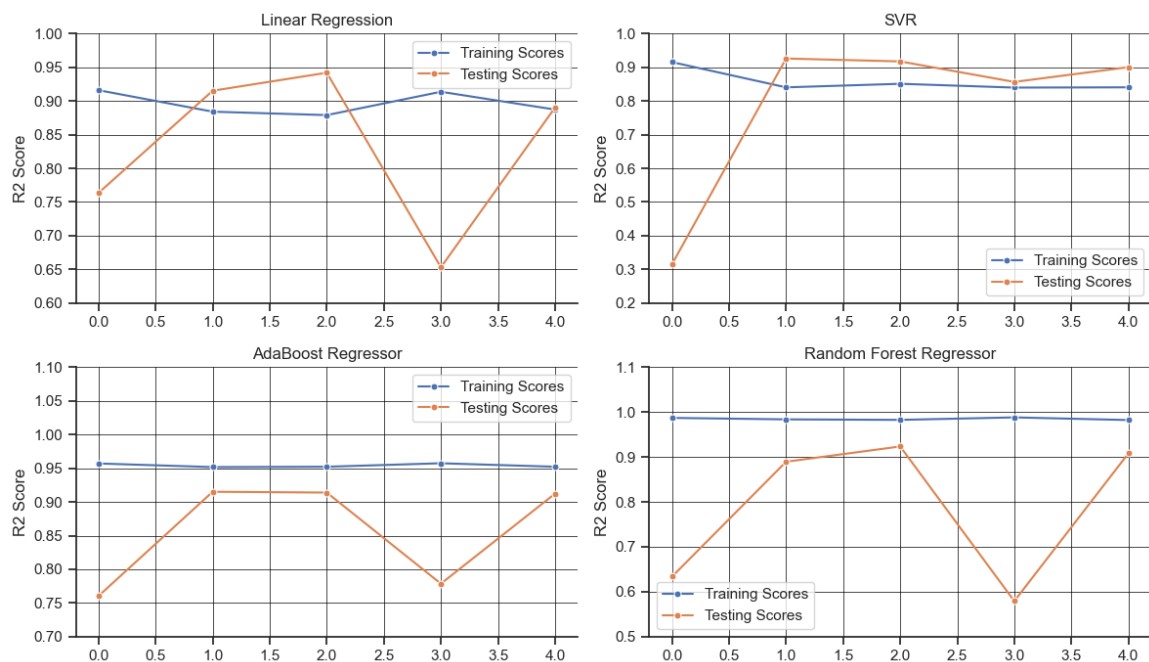 Linear Regression
1.00
0.95
0.90
0.85
0.80
0.75
0.70
0.65
0.60
R2 Score
Training Scores
Testing Scores
0.0 0.5 1.0 1.5 2.0 2.5 3.0 3.5 4.0
SVR
1.0
0.9
0.8
0.7
0.6
0.5
0.4
0.3
0.2
R2 Score
Training Scores
Testing Scores
0.0 0.5 1.0 1.5 2.0 2.5 3.0 3.5 4.0
AdaBoost Regressor
1.10
1.05
1.00
0.95
0.90
0.85
0.80
0.75
0.70
R2 Score
Training Scores
Testing Scores
0.0 0.5 1.0 1.5 2.0 2.5 3.0 3.5 4.0
Random Forest Regressor
1.1
1.0
0.9
0.8
0.7
0.6
0.5
R2 Score
Training Scores
Testing Scores
0.0 0.5 1.0 1.5 2.0 2.5 3.0 3.5 4.0